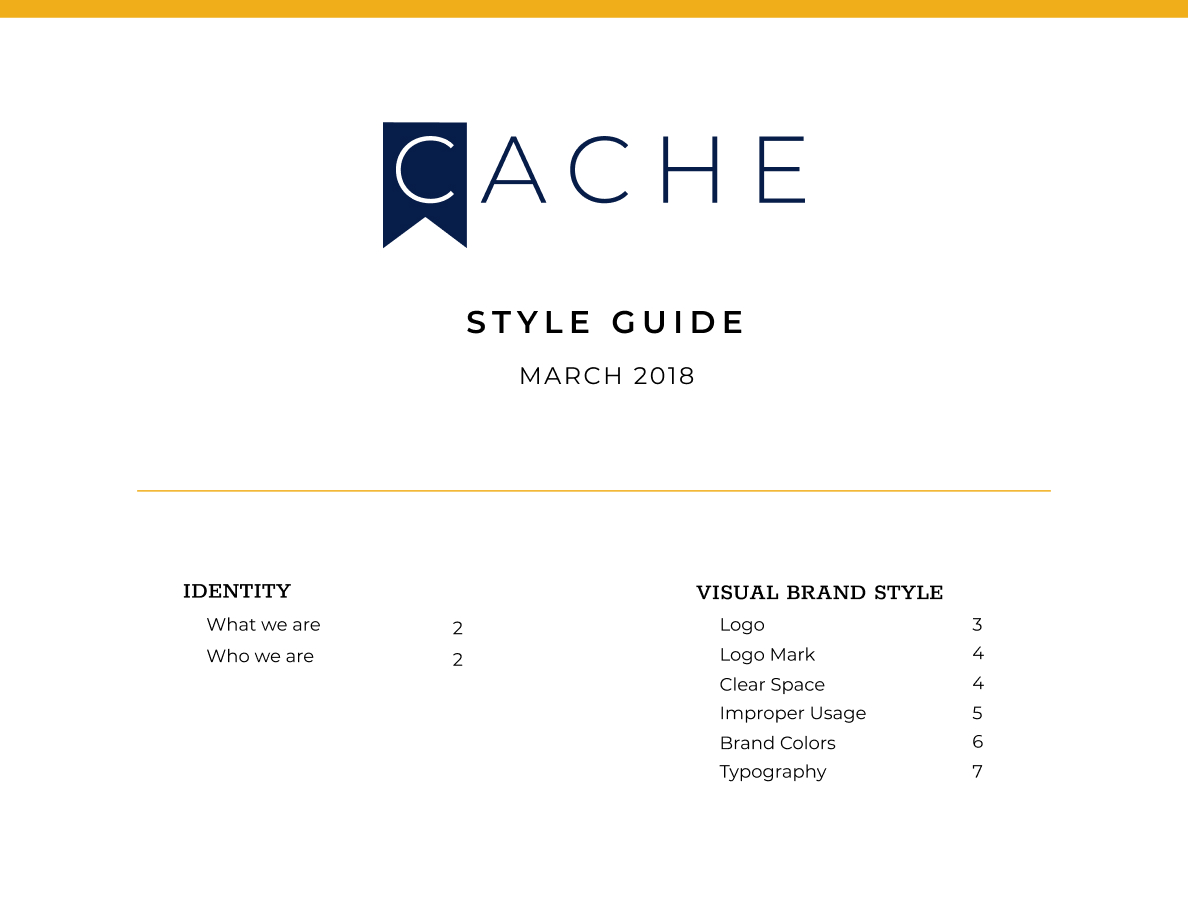 CACHE
STYLE GUIDE
MARCH 2018
IDENTITY
What we are 2
Who we are 2
VISUAL BRAND STYLE
Logo 3
Logo Mark 4
Clear Space 4
Improper Usage 5
Brand Colors 6
Typography 7